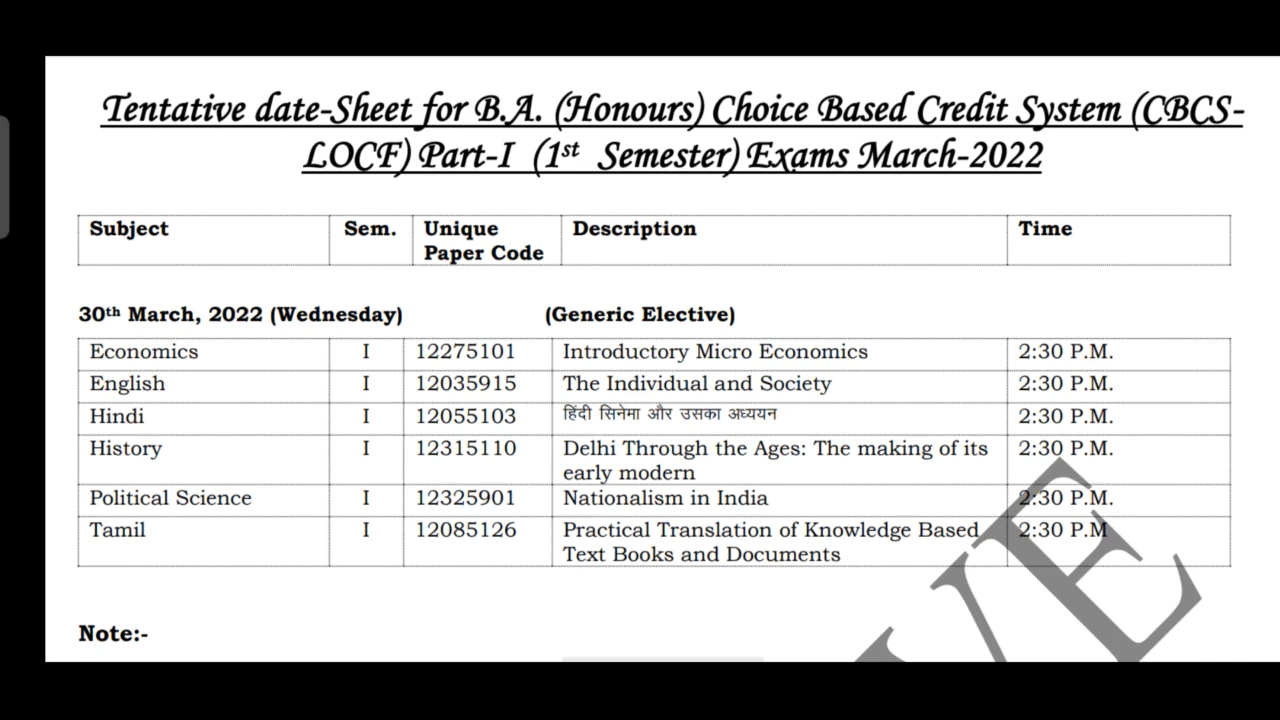 Tentative date-Sheet for B.A. (Honours) Choice Based Credit System (CBCS-
LOCF) Part-I (1st Semester) Exams March-2022
Subject Sem. Unique Description Time
Paper Code
30th March, 2022 (Wednesday) (Generic Elective)
Economics I 12275101 Introductory Micro Economics 2:30 P.M.
English I 12035915 The Individual and Society 2:30 P.M.
Hindi I 12055103 हिंदी सिनेमा और उसका अध्ययन 2:30 P.M.
History I 12315110 Delhi Through the Ages: The making of its 2:30 P.M.
early modern
Political Science I 12325901 Nationalism in India 2:30 P.M.
Tamil I 12085126 Practical Translation of Knowledge Based 2:30 P.M
Text Books and Documents
Note:-